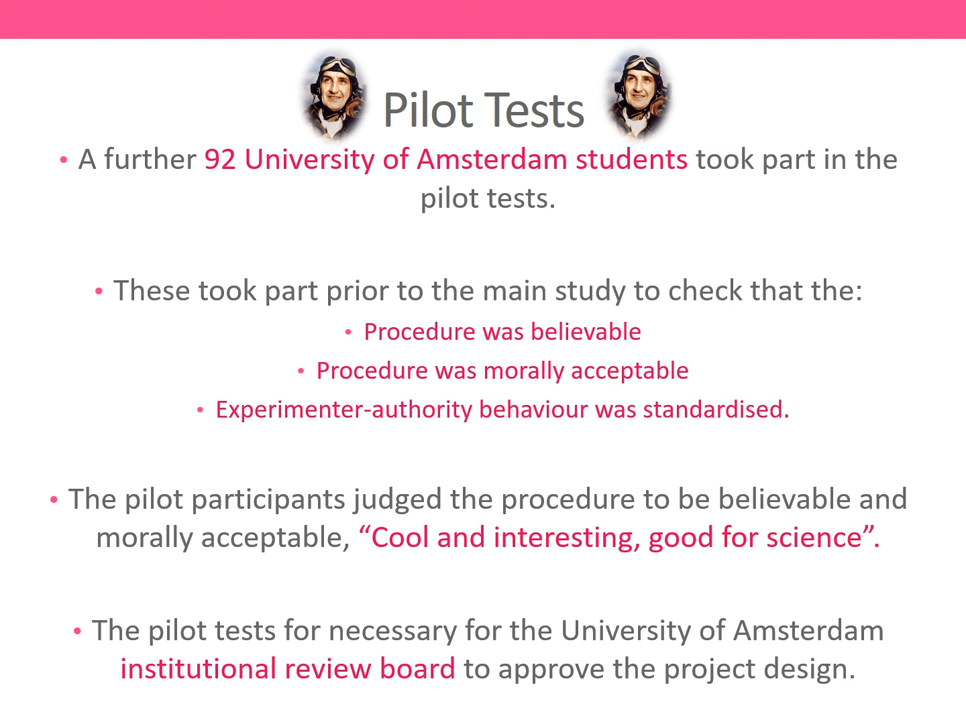 Pilot Tests
• A further 92 University of Amsterdam students took part in the
pilot tests.
• These took part prior to the main study to check that the:
• Procedure was believable
• Procedure was morally acceptable
• Experimenter-authority behaviour was standardised.
• The pilot participants judged the procedure to be believable and
morally acceptable, “Cool and interesting, good for science”.
• The pilot tests for necessary for the University of Amsterdam
institutional review board to approve the project design.